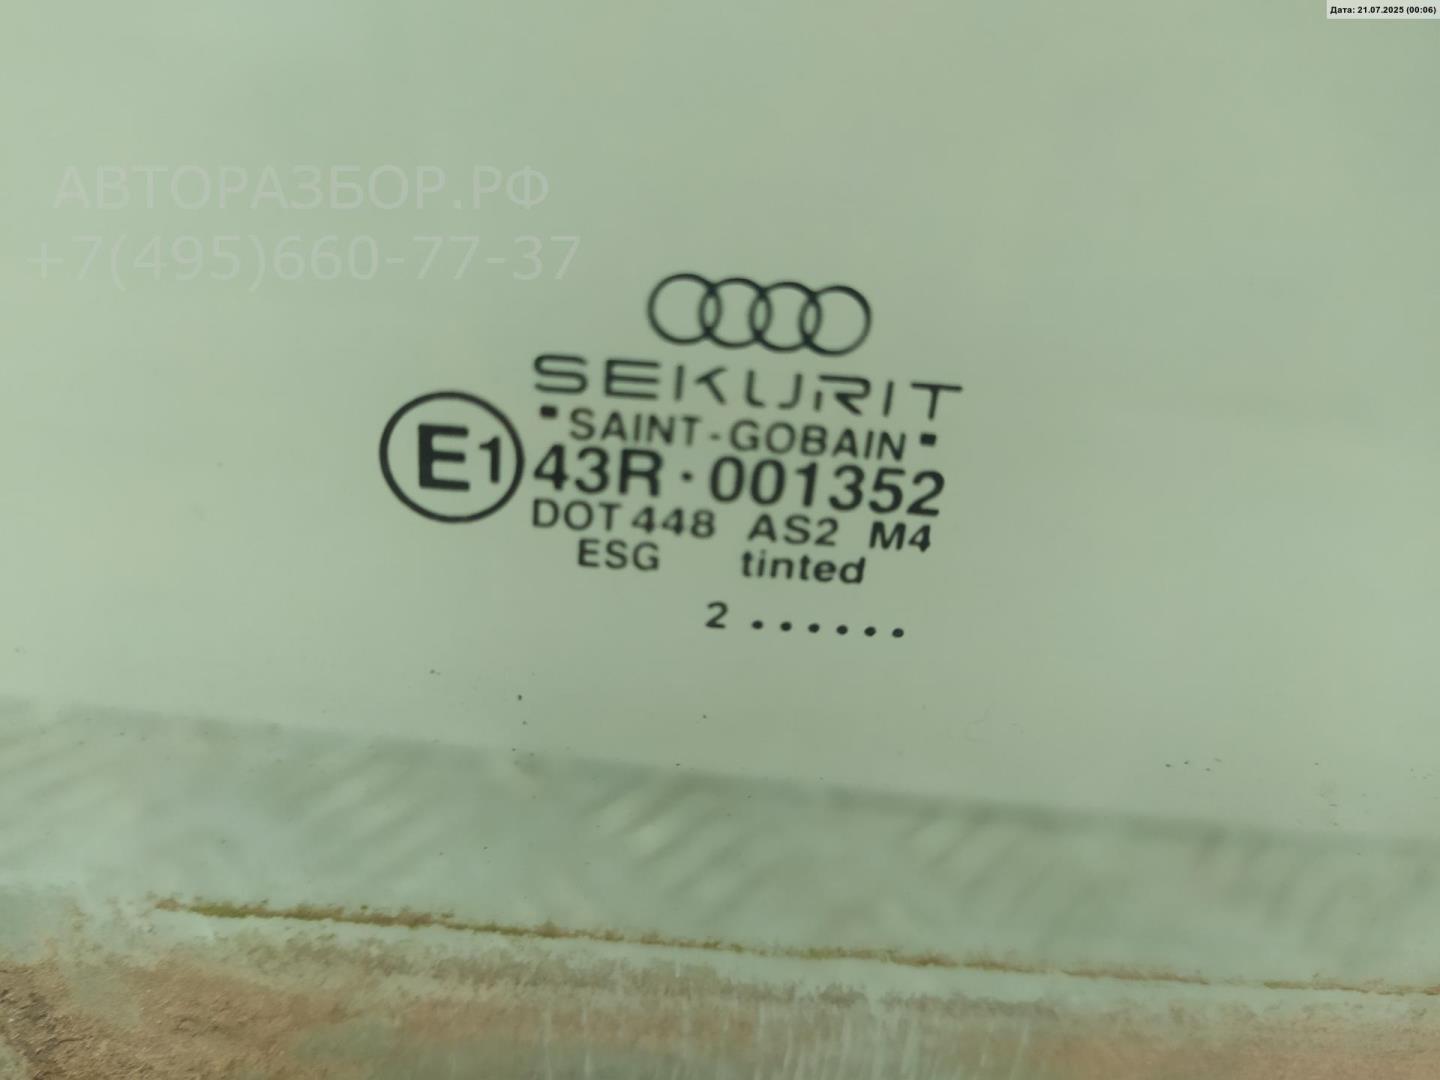 Дата: 21.07.2025 (00:06)
АВТОРАЗБОР.РФ
+7(495)660-77-37
SEKURIT
"SAINT-GOBAIN"
E1 43R·001352
DOT 448 AS2 M4
ESG tinted
2 ......